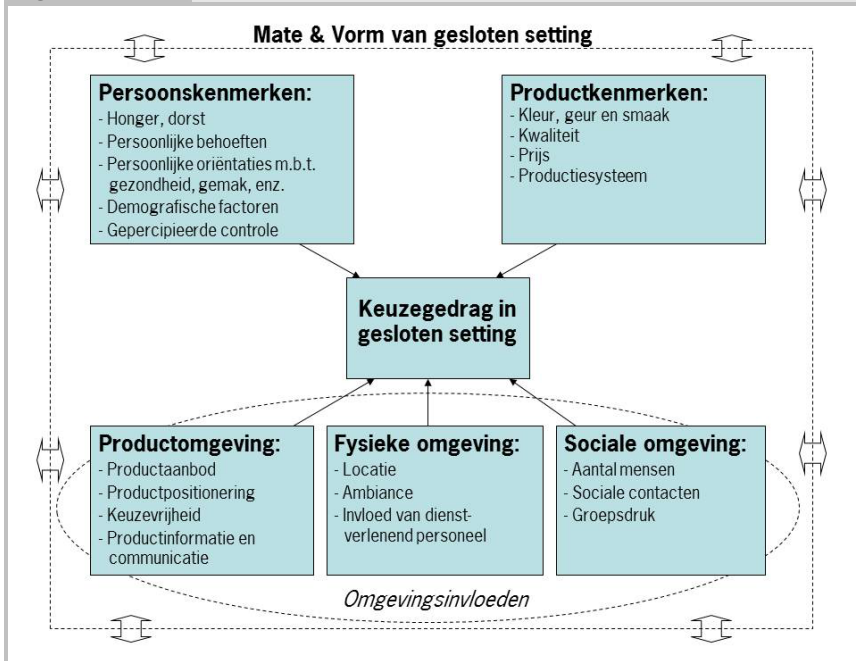 Mate & Vorm van gesloten setting
Persoonskenmerken:
- Honger, dorst
- Persoonlijke behoeften
- Persoonlijke oriëntaties m.b.t.
gezondheid, gemak, enz.
- Demografische factoren
- Gepercipieerde controle
Productkenmerken:
- Kleur, geur en smaak
- Kwaliteit
- Prijs
- Productiesysteem
Keuzegedrag in
gesloten setting
Productomgeving:
- Productaanbod
- Productpositionering
- Keuzevrijheid
- Productinformatie en
communicatie
Fysieke omgeving:
- Locatie
- Ambiance
- Invloed van dienst-
verlenend personeel
Sociale omgeving:
- Aantal mensen
- Sociale contacten
- Groepsdruk
Omgevingsinvloeden